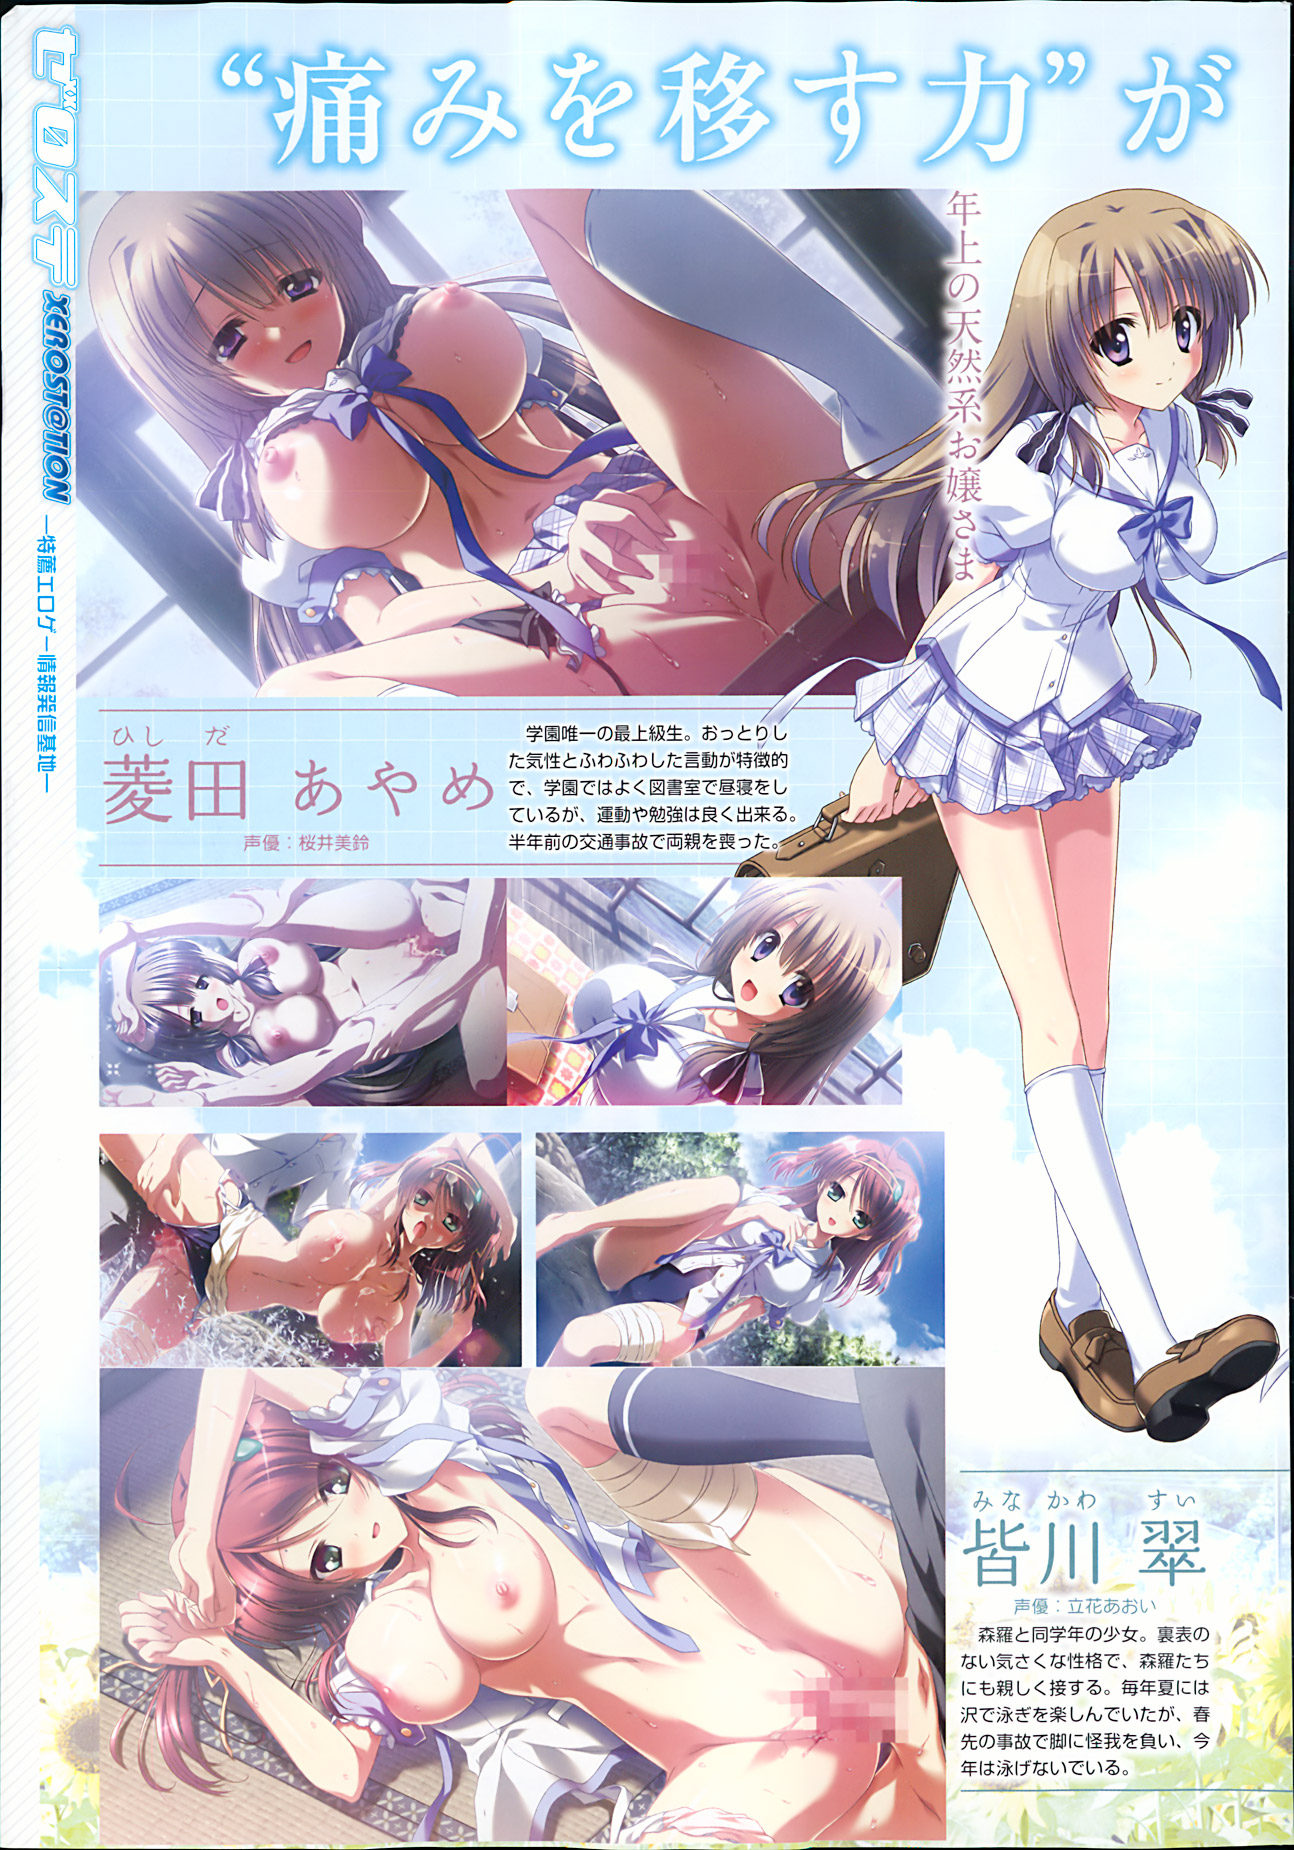 “痛みを移す力”が
ゼロステ
XEROST@TION
―特薦エロゲー情報発信基地―
年上の天然系お嬢さま
ひし だ
菱田 あやめ
声優：桜井美鈴
学園唯一の最上級生。おっとりし
た気性とふわふわした言動が特徴的
で、学園ではよく図書室で昼寝をし
ているが、運動や勉強は良く出来る。
半年前の交通事故で両親を喪った。
みな かわ すい
皆川 翠
声優：立花あおい
森羅と同学年の少女。裏表の
ない気さくな性格で、森羅たち
にも親しく接する。毎年夏には
沢で泳ぎを楽しんでいたが、春
先の事故で脚に怪我を負い、今
年は泳げないでいる。